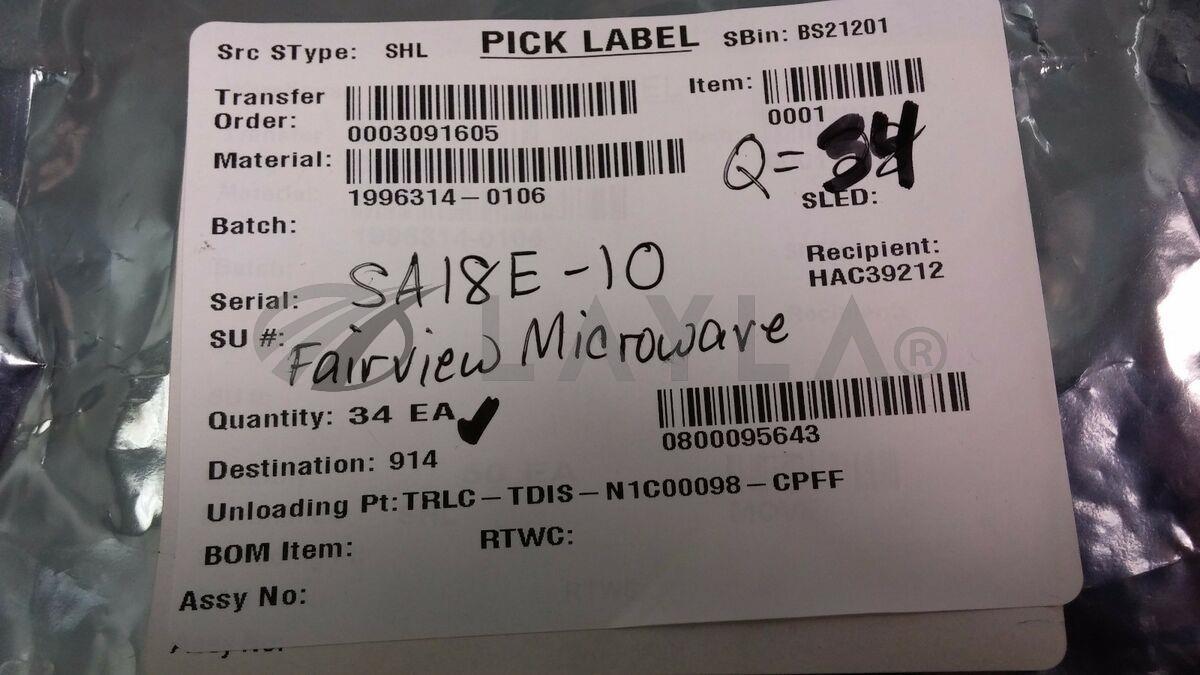 Src SType: SHL PICK LABEL SBin: BS21201
Transfer Order: 0003091605 Item: 0001
Material: 1996314-0106 Q=34
SLED:
Batch:
Recipient: HAC39212
Serial: SA18E-10
SU #: Fairview Microwave
LAYLA®
Quantity: 34 EA ✓
0800095643
Destination: 914
Unloading Pt: TRLC-TDIS-N1C00098-CPFF
BOM Item: RTWC:
Assy No: